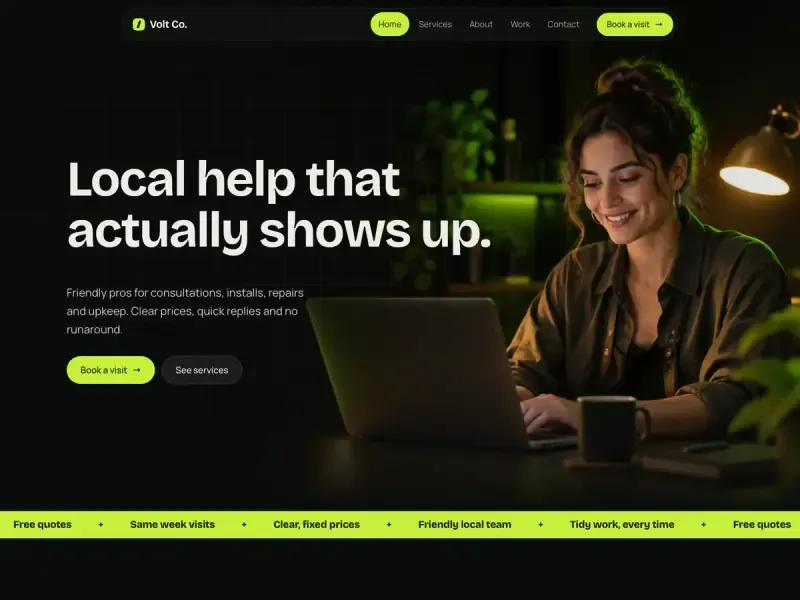 Volt Co.
Home
Services
About
Work
Contact
Book a visit →
Local help that
actually shows up.
Friendly pros for consultations, installs, repairs
and upkeep. Clear prices, quick replies and no
runaround.
Book a visit →
See services
Free quotes + Same week visits + Clear, fixed prices + Friendly local team + Tidy work, every time + Free quotes